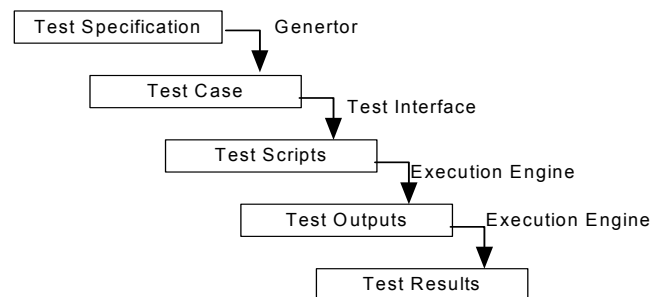 Test Specification
Genertor
Test Case
Test Interface
Test Scripts
Execution Engine
Test Outputs
Execution Engine
Test Results